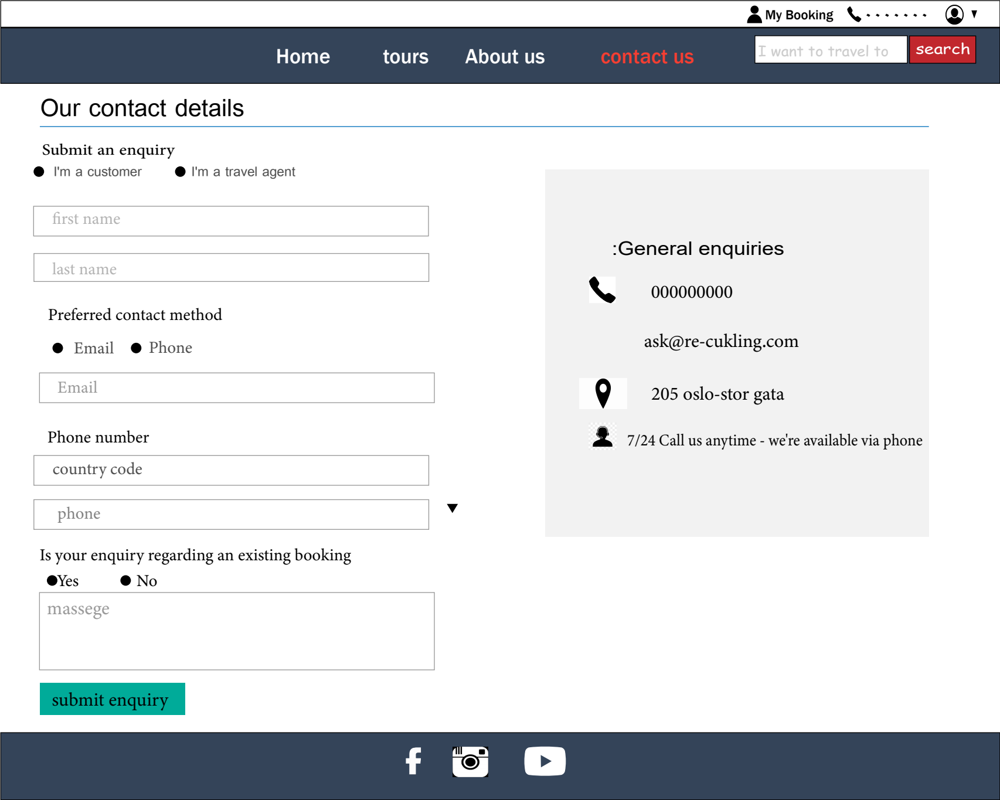 My Booking
Home tours About us contact us I want to travel to search
Our contact details
Submit an enquiry
I'm a customer I'm a travel agent
first name
last name
Preferred contact method
Email Phone
Email
Phone number
country code
phone
Is your enquiry regarding an existing booking
Yes No
massege
submit enquiry
:General enquiries
000000000
ask@re-cukling.com
205 oslo-stor gata
7/24 Call us anytime - we're available via phone